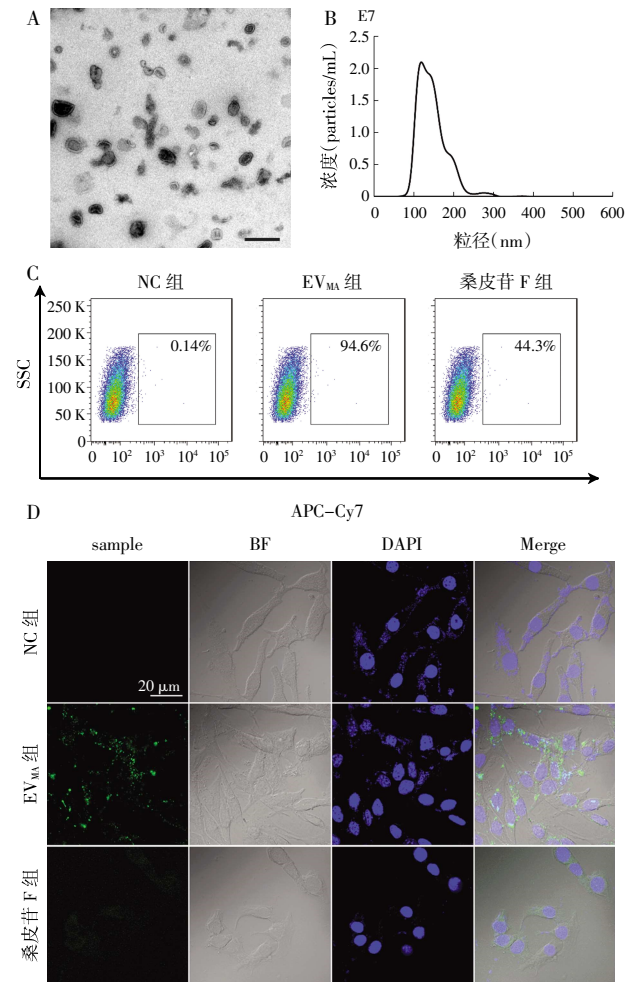 A
B
E7
2.5
2.0
1.5
1.0
0.5
0
浓度(particles/mL)
0 100 200 300 400 500 600
粒径(nm)
C
NC 组
EVMA 组
桑皮苷 F 组
250 K
200 K
150 K
100 K
50 K
0
SSC
0.14%
94.6%
44.3%
0 10² 10³ 10⁴ 10⁵
0 10² 10³ 10⁴ 10⁵
0 10² 10³ 10⁴ 10⁵
APC-Cy7
D
sample
BF
DAPI
Merge
NC 组
20 μm
EVMA 组
桑皮苷 F 组